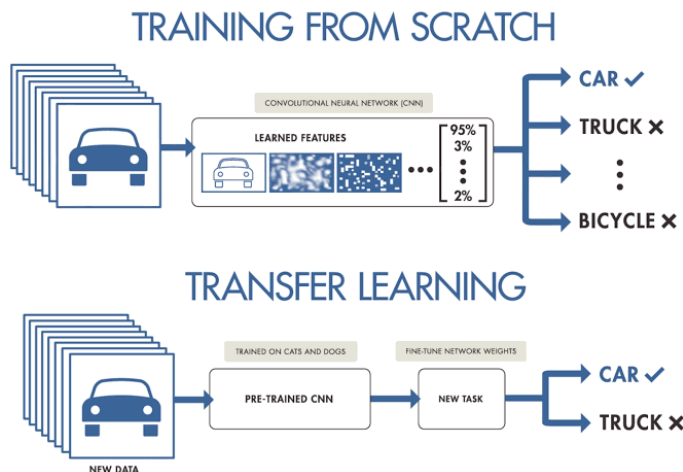 TRAINING FROM SCRATCH
CONVOLUTIONAL NEURAL NETWORK (CNN)
LEARNED FEATURES
95%
3%
2%
CAR ✓
TRUCK ✕
BICYCLE ✕
TRANSFER LEARNING
TRAINED ON CATS AND DOGS
FINE-TUNE NETWORK WEIGHTS
PRE-TRAINED CNN
NEW TASK
CAR ✓
TRUCK ✕
NEW DATA